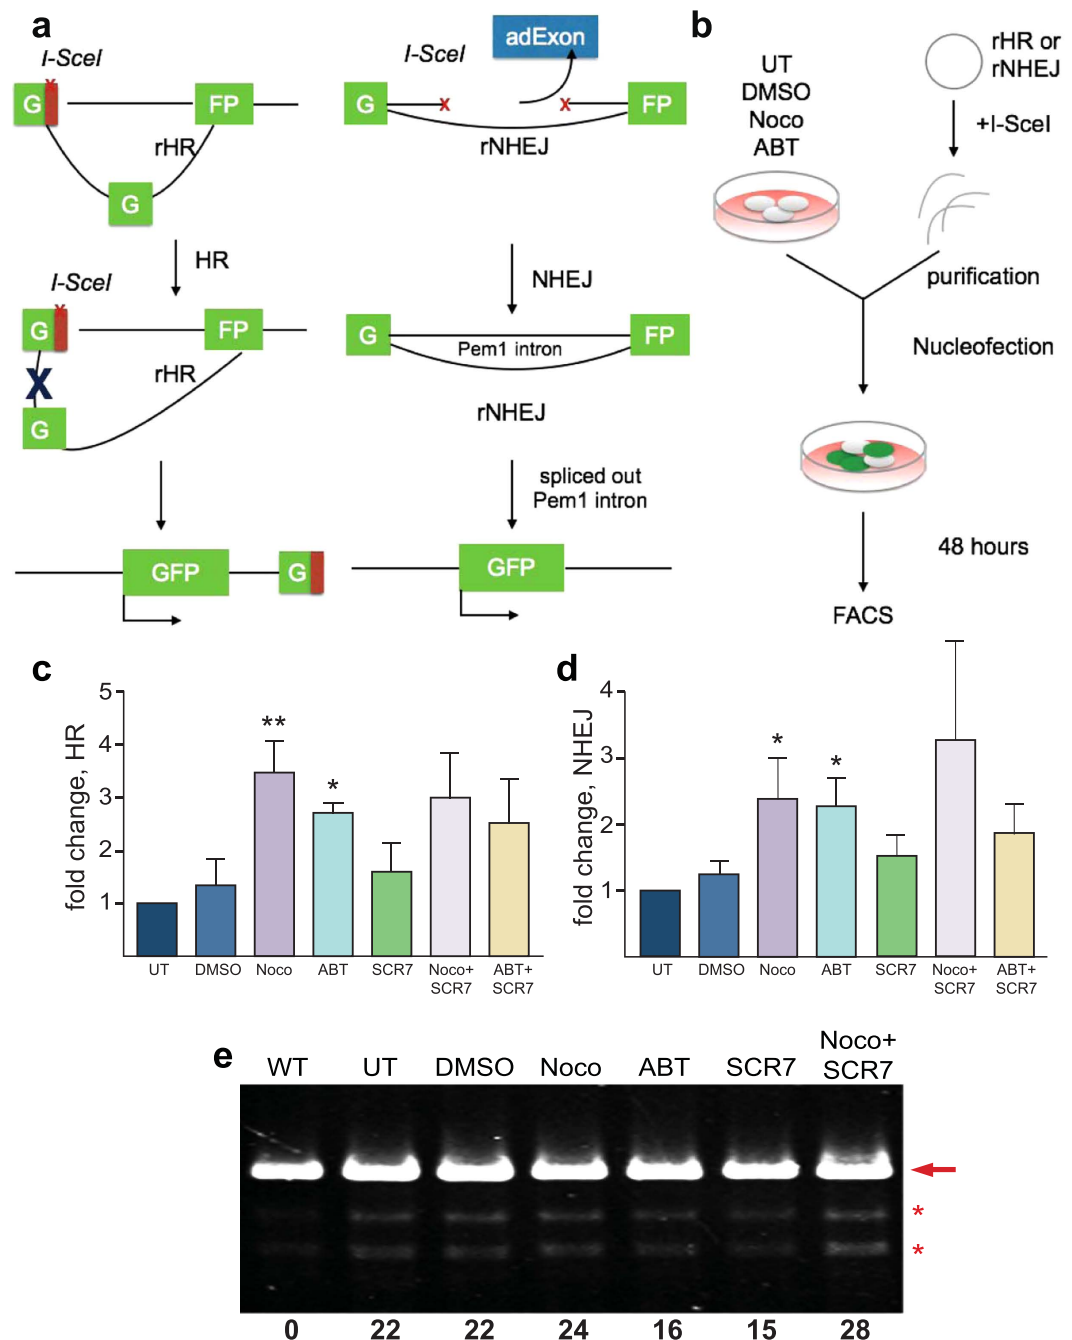 a
I-SceI
x
G
FP
rHR
G
HR
I-SceI
x
G
FP
X
rHR
G
GFP
G
I-SceI
adExon
G
x
x
FP
rNHEJ
NHEJ
G
FP
Pem1 intron
rNHEJ
spliced out
Pem1 intron
GFP
b
UT
DMSO
Noco
ABT
rHR or
rNHEJ
+I-SceI
purification
Nucleofection
48 hours
FACS
c
fold change, HR
5
4
3
2
1
**
*
UT DMSO Noco ABT SCR7 Noco+ ABT+
SCR7 SCR7
d
fold change, NHEJ
4
3
2
1
*
*
UT DMSO Noco ABT SCR7 Noco+ ABT+
SCR7 SCR7
e
WT UT DMSO Noco ABT SCR7 Noco+
SCR7
*
*
0 22 22 24 16 15 28